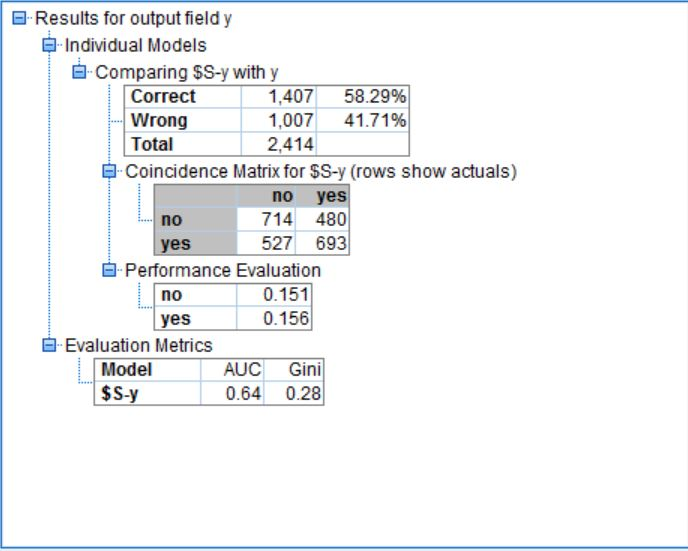 Results for output field y
Individual Models
Comparing $S-y with y
Correct 1,407 58.29%
Wrong 1,007 41.71%
Total 2,414
Coincidence Matrix for $S-y (rows show actuals)
no yes
no 714 480
yes 527 693
Performance Evaluation
no 0.151
yes 0.156
Evaluation Metrics
Model AUC Gini
$S-y 0.64 0.28